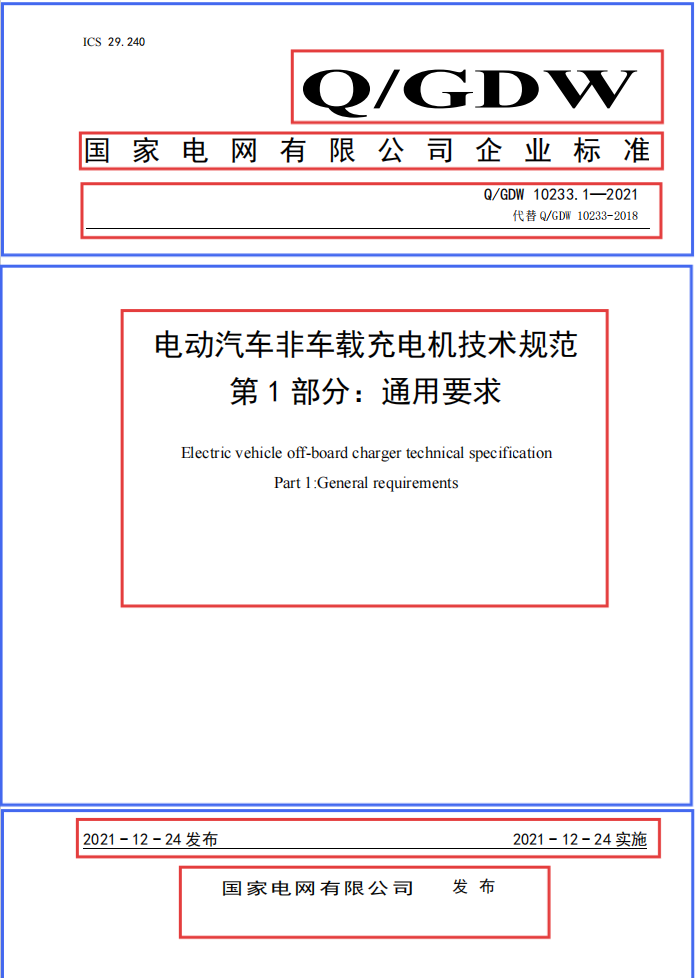 ICS 29.240
Q/GDW
国家电网有限公司企业标准
Q/GDW 10233.1—2021
代替 Q/GDW 10233-2018
电动汽车非车载充电机技术规范
第 1 部分：通用要求
Electric vehicle off-board charger technical specification
Part 1:General requirements
2021-12-24 发布 2021-12-24 实施
国家电网有限公司 发 布